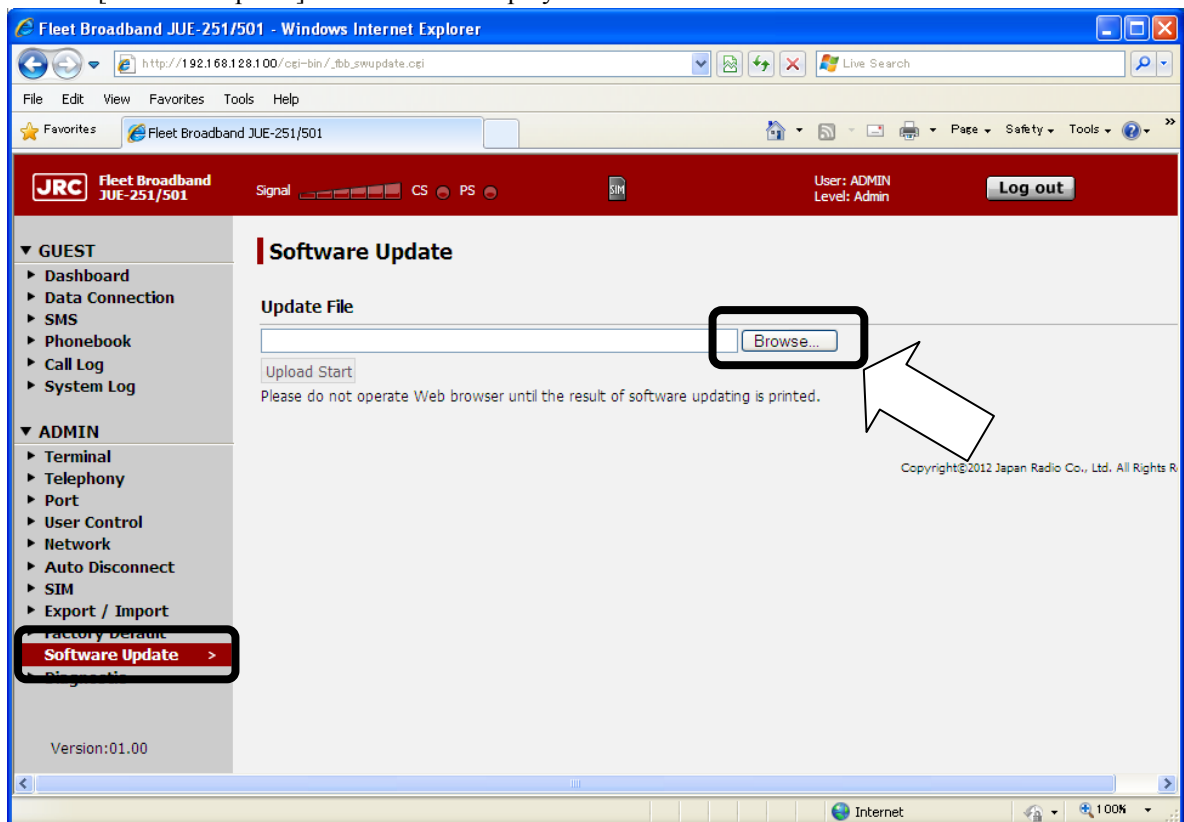 Fleet Broadband JUE-251/501 - Windows Internet Explorer
http://192.168.128.100/cgi-bin/_fbb_swupdate.cgi
Live Search
File Edit View Favorites Tools Help
Favorites
Fleet Broadband JUE-251/501
Page Safety Tools
JRC
Fleet Broadband
JUE-251/501
Signal CS PS
SIM
User: ADMIN
Level: Admin
Log out
▼ GUEST
Dashboard
Data Connection
SMS
Phonebook
Call Log
System Log
▼ ADMIN
Terminal
Telephony
Port
User Control
Network
Auto Disconnect
SIM
Export / Import
Factory Default
Software Update >
Diagnostic
Version:01.00
Software Update
Update File
Browse...
Upload Start
Please do not operate Web browser until the result of software updating is printed.
Copyright©2012 Japan Radio Co., Ltd. All Rights R
Internet
100%